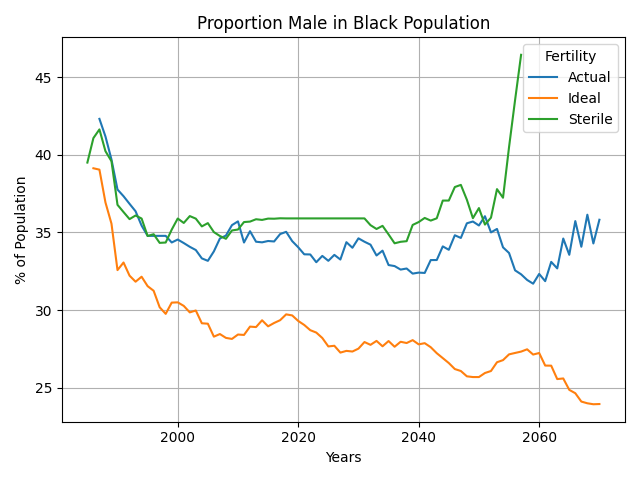 Proportion Male in Black Population
% of Population
45
40
35
30
25
Fertility
Actual
Ideal
Sterile
2000
2020
2040
2060
Years